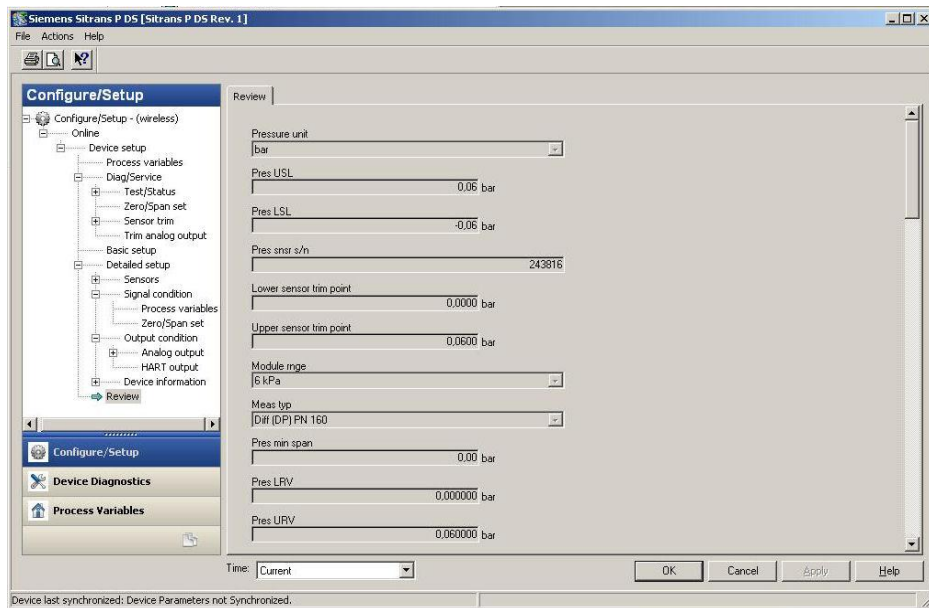 Siemens Sitrans P DS [Sitrans P DS Rev. 1]
File Actions Help
Configure/Setup
Configure/Setup - (wireless)
Online
Device setup
Process variables
Diag/Service
Test/Status
Zero/Span set
Sensor trim
Trim analog output
Basic setup
Detailed setup
Sensors
Signal condition
Process variables
Zero/Span set
Output condition
Analog output
HART output
Device information
Review
Configure/Setup
Device Diagnostics
Process Variables
Review
Pressure unit
bar
Pres USL
0,06 bar
Pres LSL
-0,06 bar
Pres snsr s/n
243816
Lower sensor trim point
0,0000 bar
Upper sensor trim point
0,0600 bar
Module rnge
6 kPa
Meas typ
Diff (DP) PN 160
Pres min span
0,00 bar
Pres LRV
0,000000 bar
Pres URV
0,060000 bar
Time: Current
OK Cancel Apply Help
Device last synchronized: Device Parameters not Synchronized.